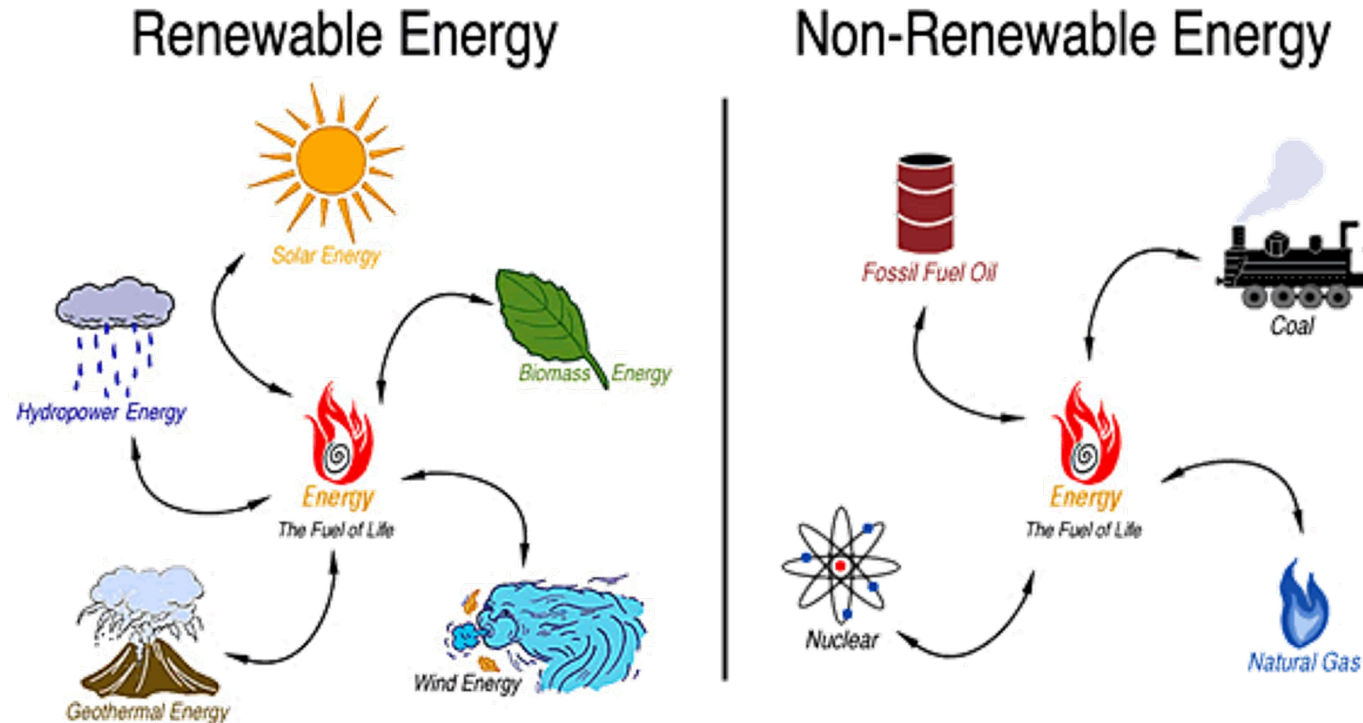 Renewable Energy
Solar Energy
Biomass Energy
Hydropower Energy
Energy
The Fuel of Life
Geothermal Energy
Wind Energy
Non-Renewable Energy
Fossil Fuel Oil
Coal
Energy
The Fuel of Life
Nuclear
Natural Gas